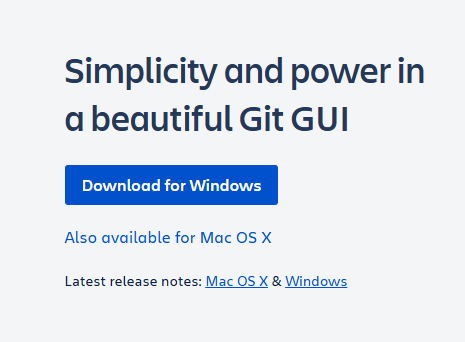 Simplicity and power in
a beautiful Git GUI
Download for Windows
Also available for Mac OS X
Latest release notes: Mac OS X & Windows